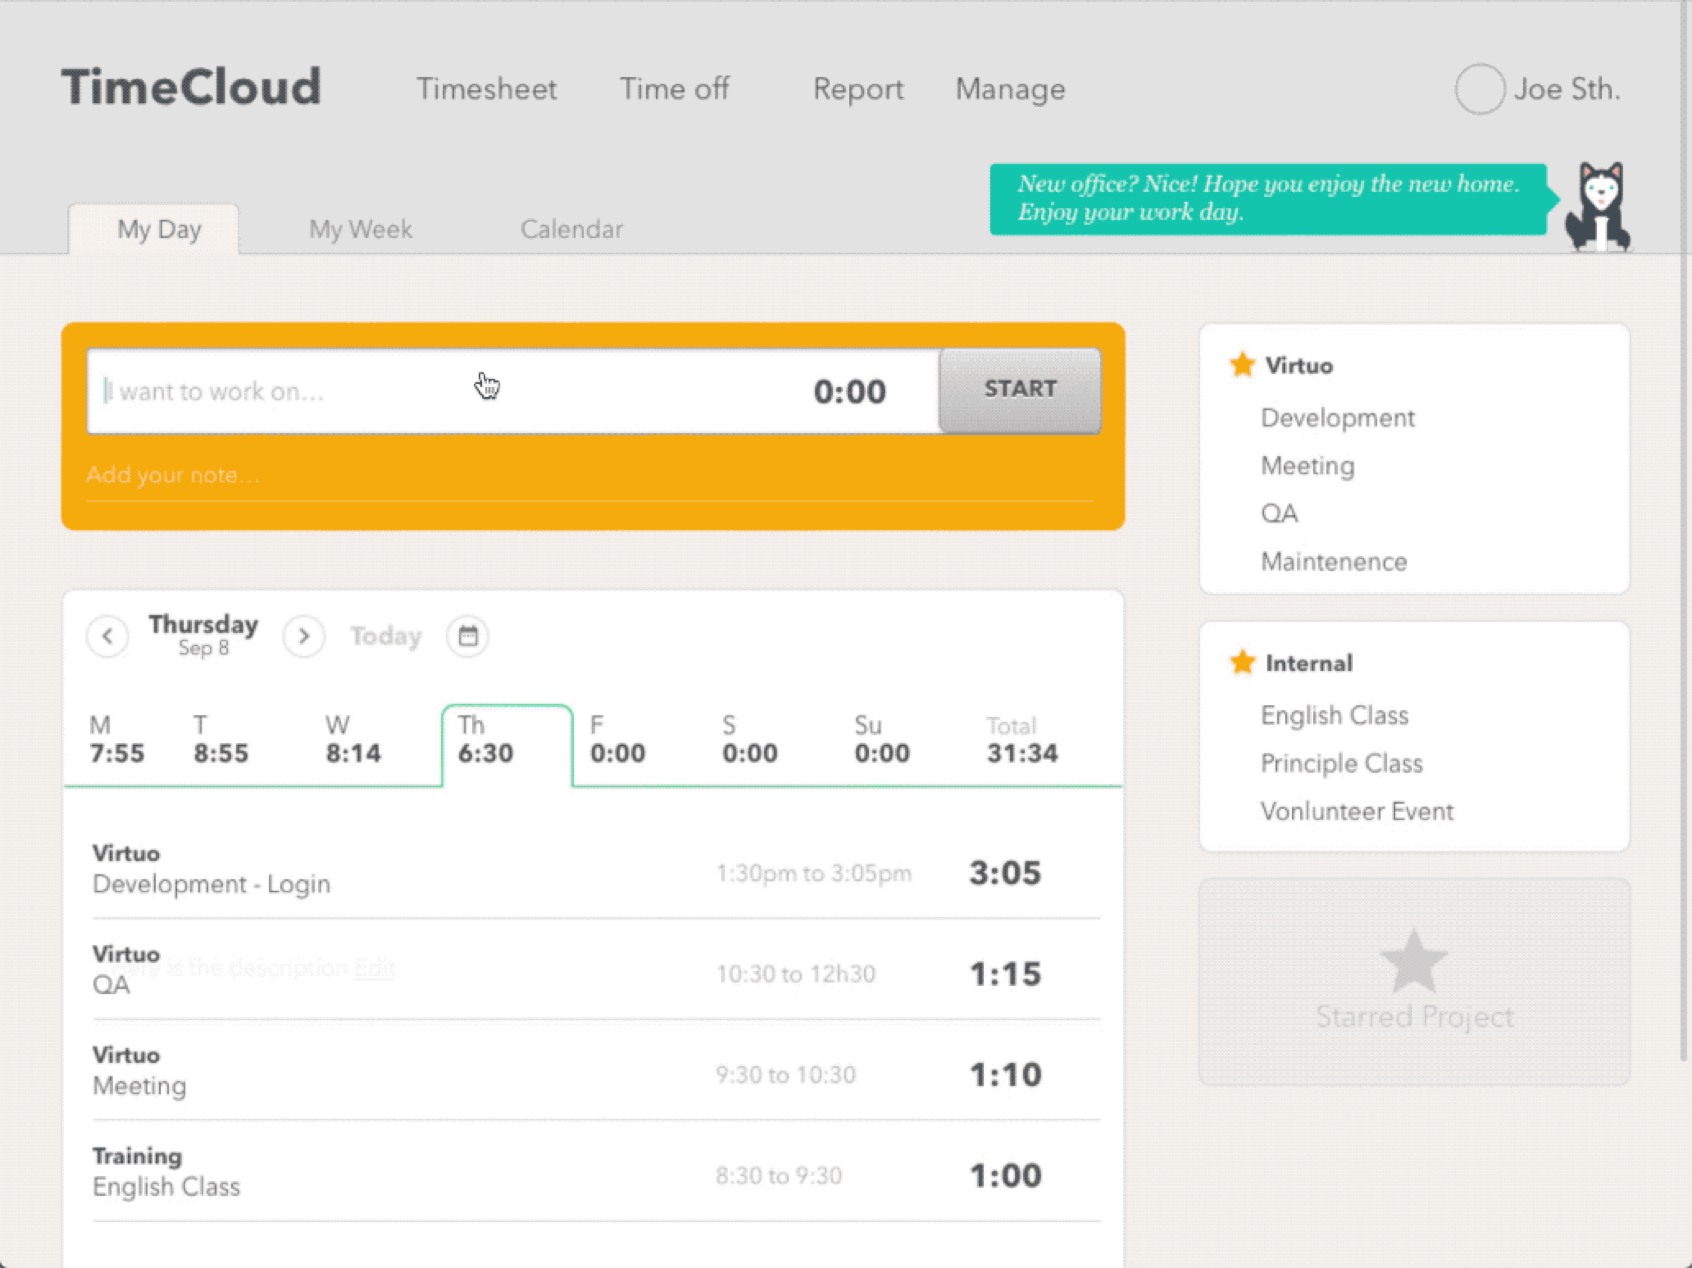 TimeCloud
Timesheet
Time off
Report
Manage
Joe Sth.
New office? Nice! Hope you enjoy the new home.
Enjoy your work day.
My Day
My Week
Calendar
I want to work on...
0:00
START
Add your note...
Thursday
Sep 8
Today
M
7:55
T
8:55
W
8:14
Th
6:30
F
0:00
S
0:00
Su
0:00
Total
31:34
Virtuo
Development - Login
1:30pm to 3:05pm
3:05
Virtuo
Here is the description Edit
QA
10:30 to 12h30
1:15
Virtuo
Meeting
9:30 to 10:30
1:10
Training
English Class
8:30 to 9:30
1:00
Virtuo
Development
Meeting
QA
Maintenence
Internal
English Class
Principle Class
Vonlunteer Event
Starred Project